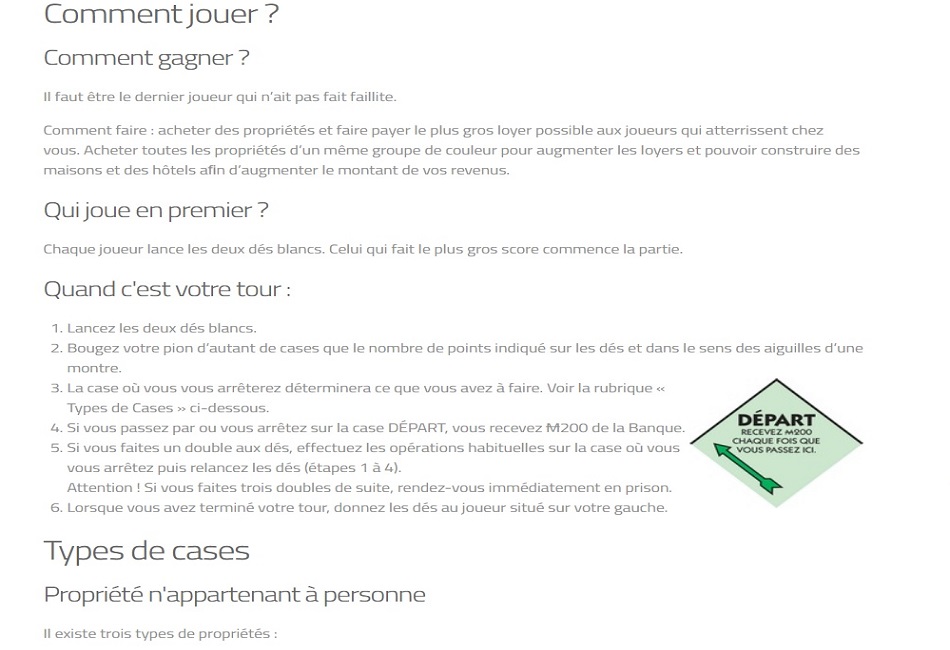 Comment jouer ?
Comment gagner ?
Il faut être le dernier joueur qui n’ait pas fait faillite.
Comment faire : acheter des propriétés et faire payer le plus gros loyer possible aux joueurs qui atterrissent chez
vous. Acheter toutes les propriétés d’un même groupe de couleur pour augmenter les loyers et pouvoir construire des
maisons et des hôtels afin d’augmenter le montant de vos revenus.
Qui joue en premier ?
Chaque joueur lance les deux dés blancs. Celui qui fait le plus gros score commence la partie.
Quand c'est votre tour :
1. Lancez les deux dés blancs.
2. Bougez votre pion d’autant de cases que le nombre de points indiqué sur les dés et dans le sens des aiguilles d’une
montre.
3. La case où vous vous arrêterez déterminera ce que vous avez à faire. Voir la rubrique «
Types de Cases » ci-dessous.
4. Si vous passez par ou vous arrêtez sur la case DÉPART, vous recevez ₩200 de la Banque.
5. Si vous faites un double aux dés, effectuez les opérations habituelles sur la case où vous
vous arrêtez puis relancez les dés (étapes 1 à 4).
Attention ! Si vous faites trois doubles de suite, rendez-vous immédiatement en prison.
6. Lorsque vous avez terminé votre tour, donnez les dés au joueur situé sur votre gauche.
DÉPART
RECEVEZ ₩200
CHAQUE FOIS QUE
VOUS PASSEZ ICI.
Types de cases
Propriété n'appartenant à personne
Il existe trois types de propriétés :